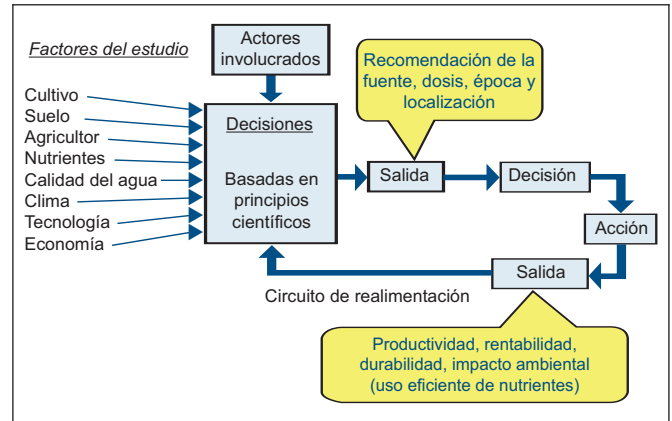 Factores del estudio
Actores
involucrados
Recomendación de la
fuente, dosis, época y
localización
Cultivo
Suelo
Agricultor
Nutrientes
Calidad del agua
Clima
Tecnología
Economía
Decisiones
Basadas en
principios
científicos
Salida
Decisión
Acción
Salida
Circuito de realimentación
Productividad, rentabilidad,
durabilidad, impacto ambiental
(uso eficiente de nutrientes)